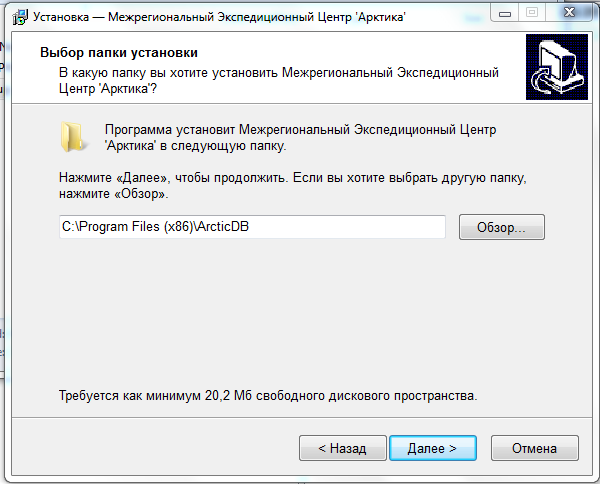 Установка — Межрегиональный Экспедиционный Центр 'Арктика'
Выбор папки установки
В какую папку вы хотите установить Межрегиональный Экспедиционный
Центр 'Арктика'?
Программа установит Межрегиональный Экспедиционный Центр
'Арктика' в следующую папку.
Нажмите «Далее», чтобы продолжить. Если вы хотите выбрать другую папку,
нажмите «Обзор».
C:\Program Files (x86)\ArcticDB
Обзор...
Требуется как минимум 20,2 Мб свободного дискового пространства.
< Назад
Далее >
Отмена